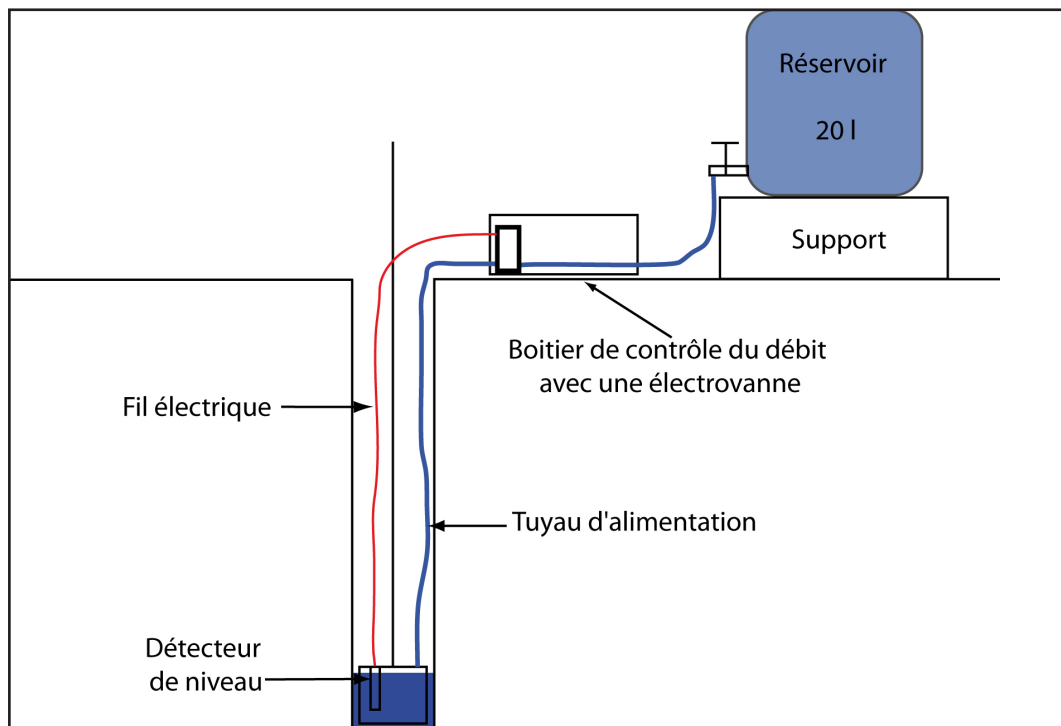 Réservoir
20 l
Support
Boitier de contrôle du débit
avec une électrovanne
Fil électrique
Tuyau d'alimentation
Détecteur
de niveau